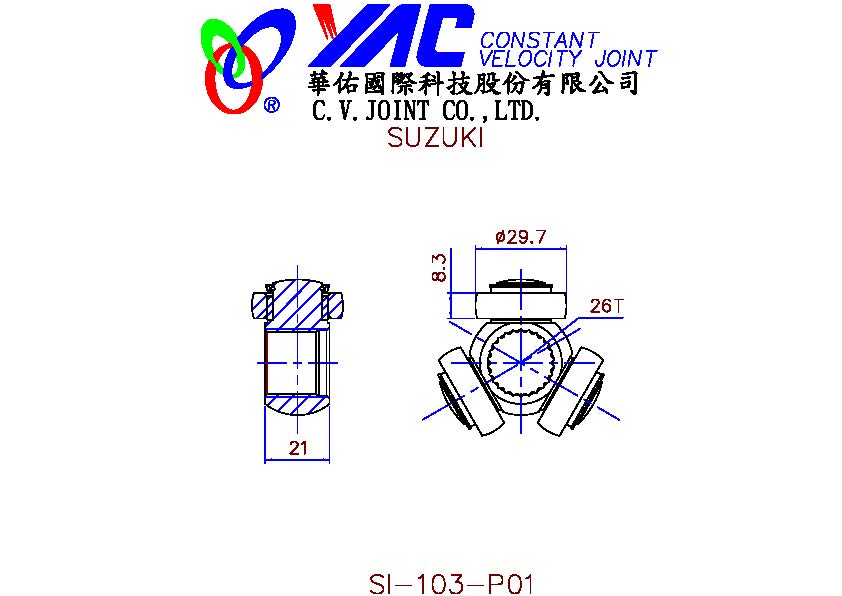 YAC CONSTANT
VELOCITY JOINT
®
華佑國際科技股份有限公司
C.V.JOINT CO.,LTD.
SUZUKI
ø29.7
8.3
26T
21
SI-103-P01